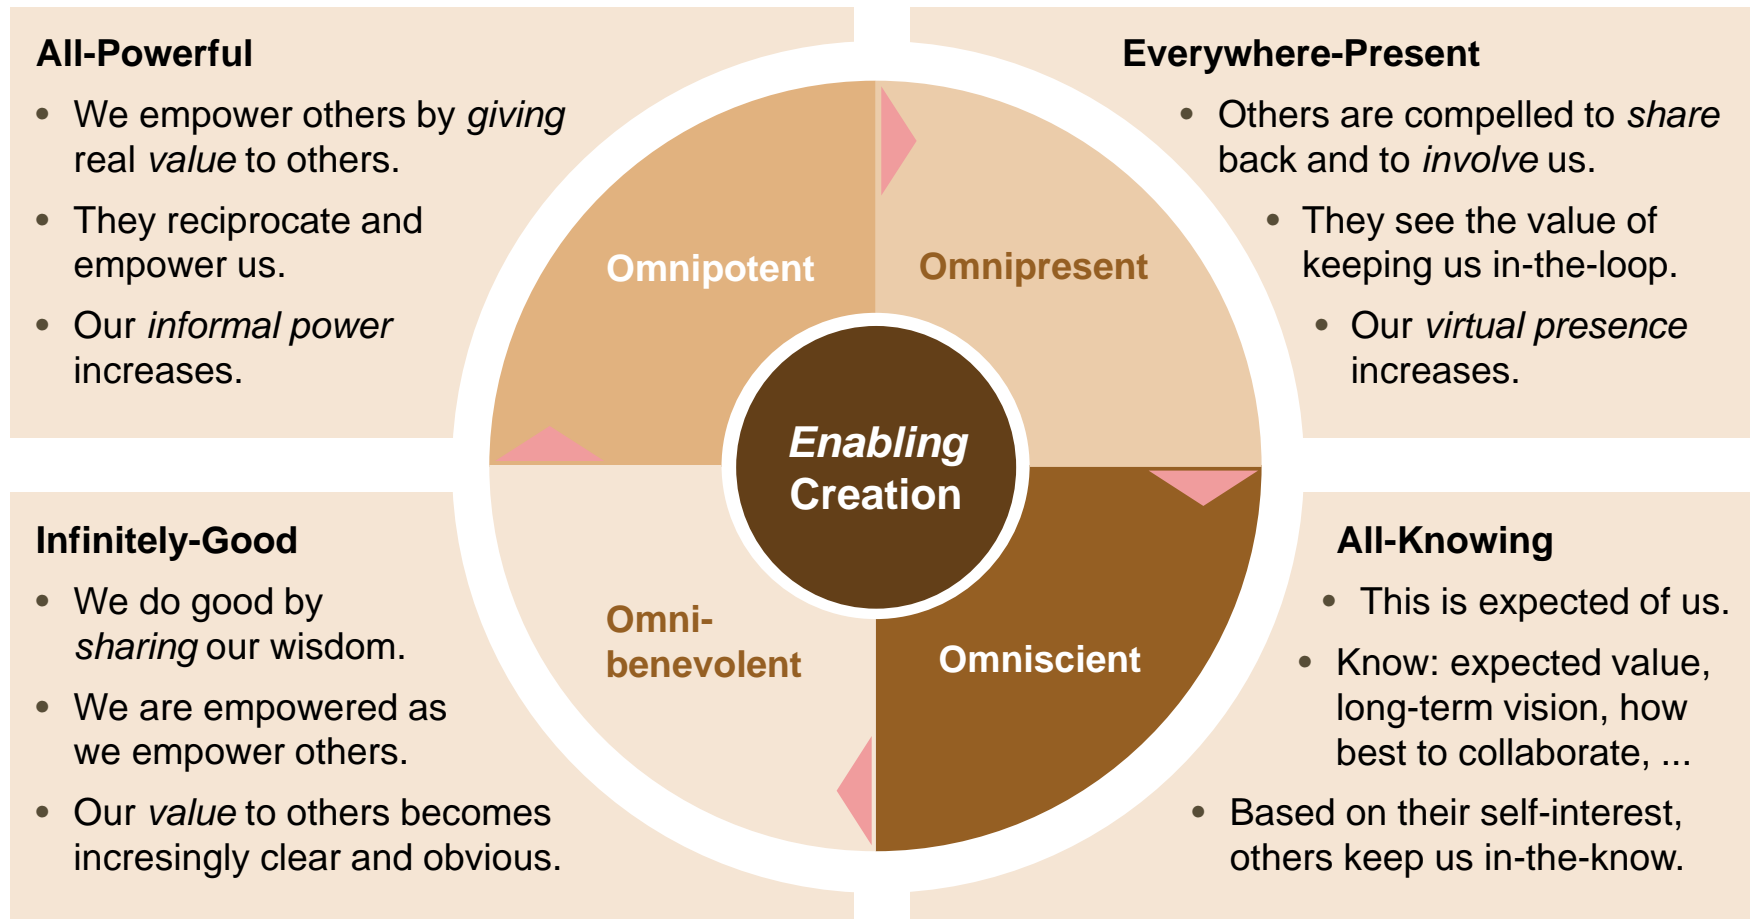 All-Powerful
• We empower others by giving
real value to others.
• They reciprocate and
empower us.
• Our informal power
increases.
Everywhere-Present
• Others are compelled to share
back and to involve us.
• They see the value of
keeping us in-the-loop.
• Our virtual presence
increases.
Omnipotent
Omnipresent
Enabling
Creation
Omni-
benevolent
Omniscient
Infinitely-Good
• We do good by
sharing our wisdom.
• We are empowered as
we empower others.
• Our value to others becomes
incresingly clear and obvious.
All-Knowing
• This is expected of us.
• Know: expected value,
long-term vision, how
best to collaborate, ...
• Based on their self-interest,
others keep us in-the-know.